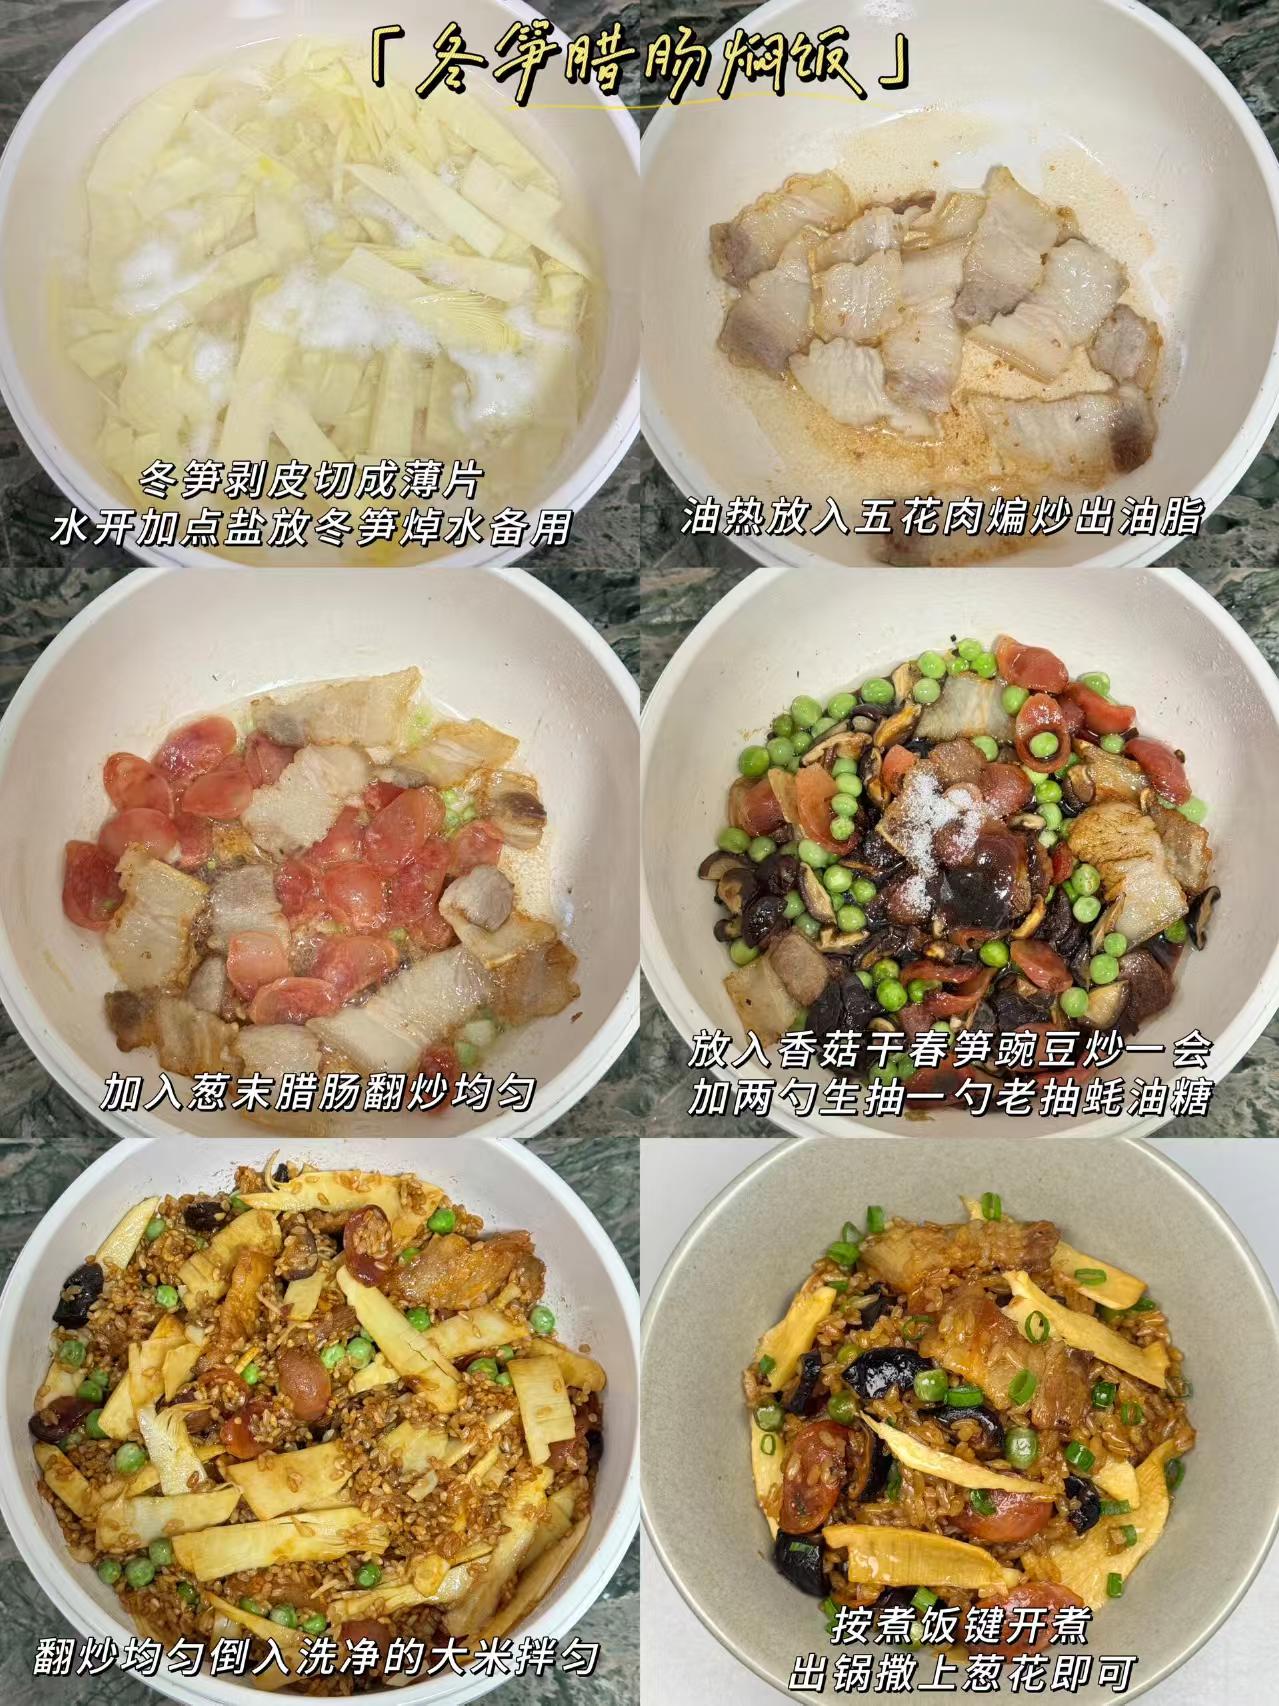 「冬笋腊肠焖饭」
冬笋剥皮切成薄片
水开加点盐放冬笋焯水备用
油热放入五花肉煸炒出油脂
加入葱末腊肠翻炒均匀
放入香菇干春笋豌豆炒一会
加两勺生抽一勺老抽蚝油糖
翻炒均匀倒入洗净的大米拌匀
按煮饭键开煮
出锅撒上葱花即可